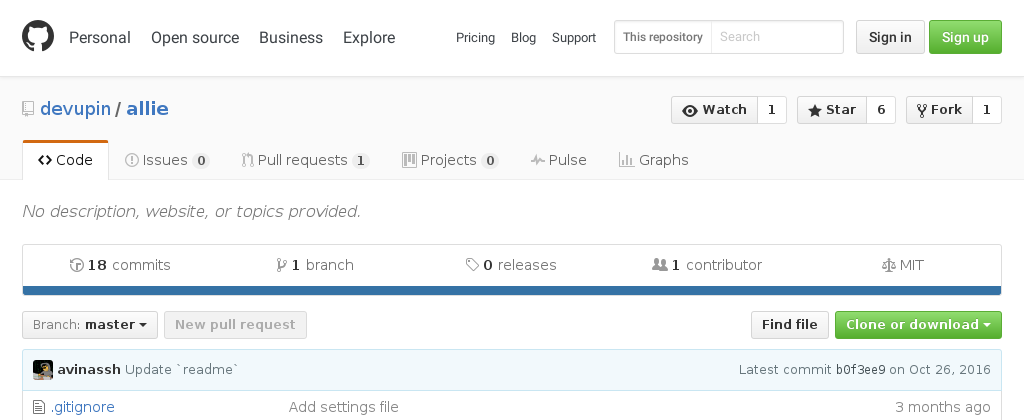 Personal Open source Business Explore Pricing Blog Support This repository Search Sign in Sign up
devupin / allie Watch 1 Star 6 Fork 1
Code Issues 0 Pull requests 1 Projects 0 Pulse Graphs
No description, website, or topics provided.
18 commits 1 branch 0 releases 1 contributor MIT
Branch: master New pull request Find file Clone or download
avinassh Update `readme` Latest commit b0f3ee9 on Oct 26, 2016
.gitignore Add settings file 3 months ago